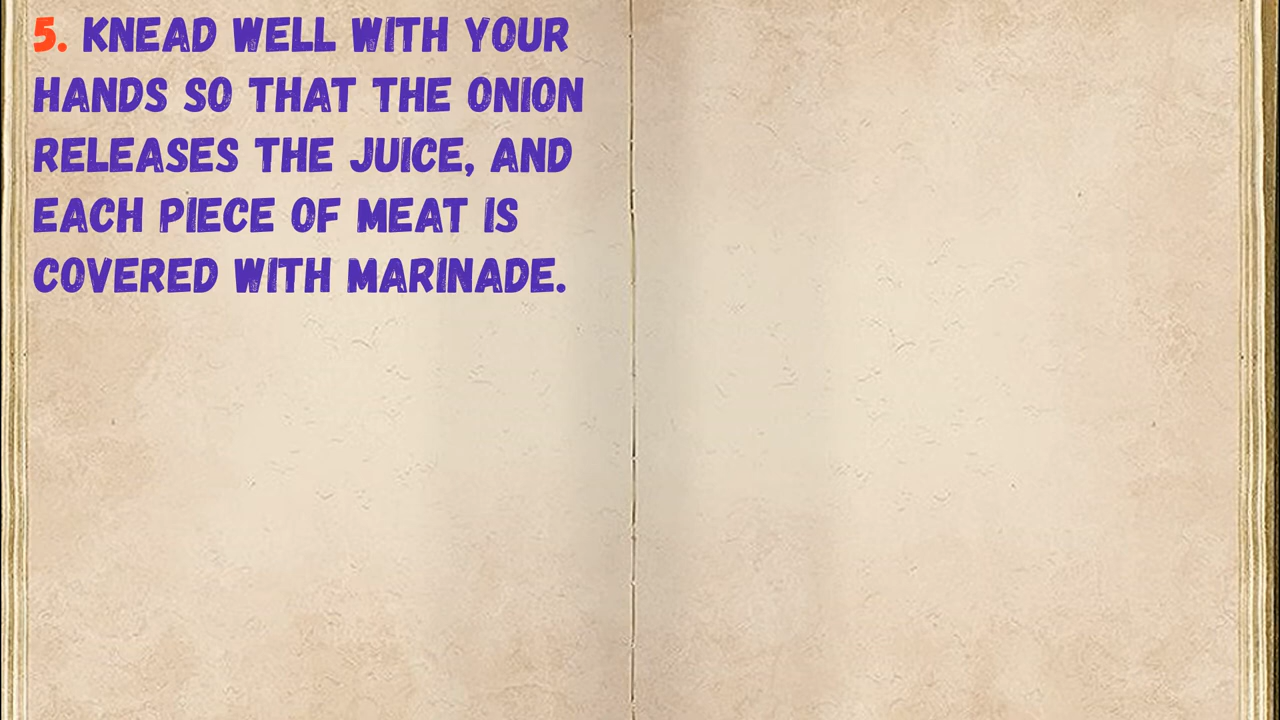 5. KNEAD WELL WITH YOUR
HANDS SO THAT THE ONION
RELEASES THE JUICE, AND
EACH PIECE OF MEAT IS
COVERED WITH MARINADE.